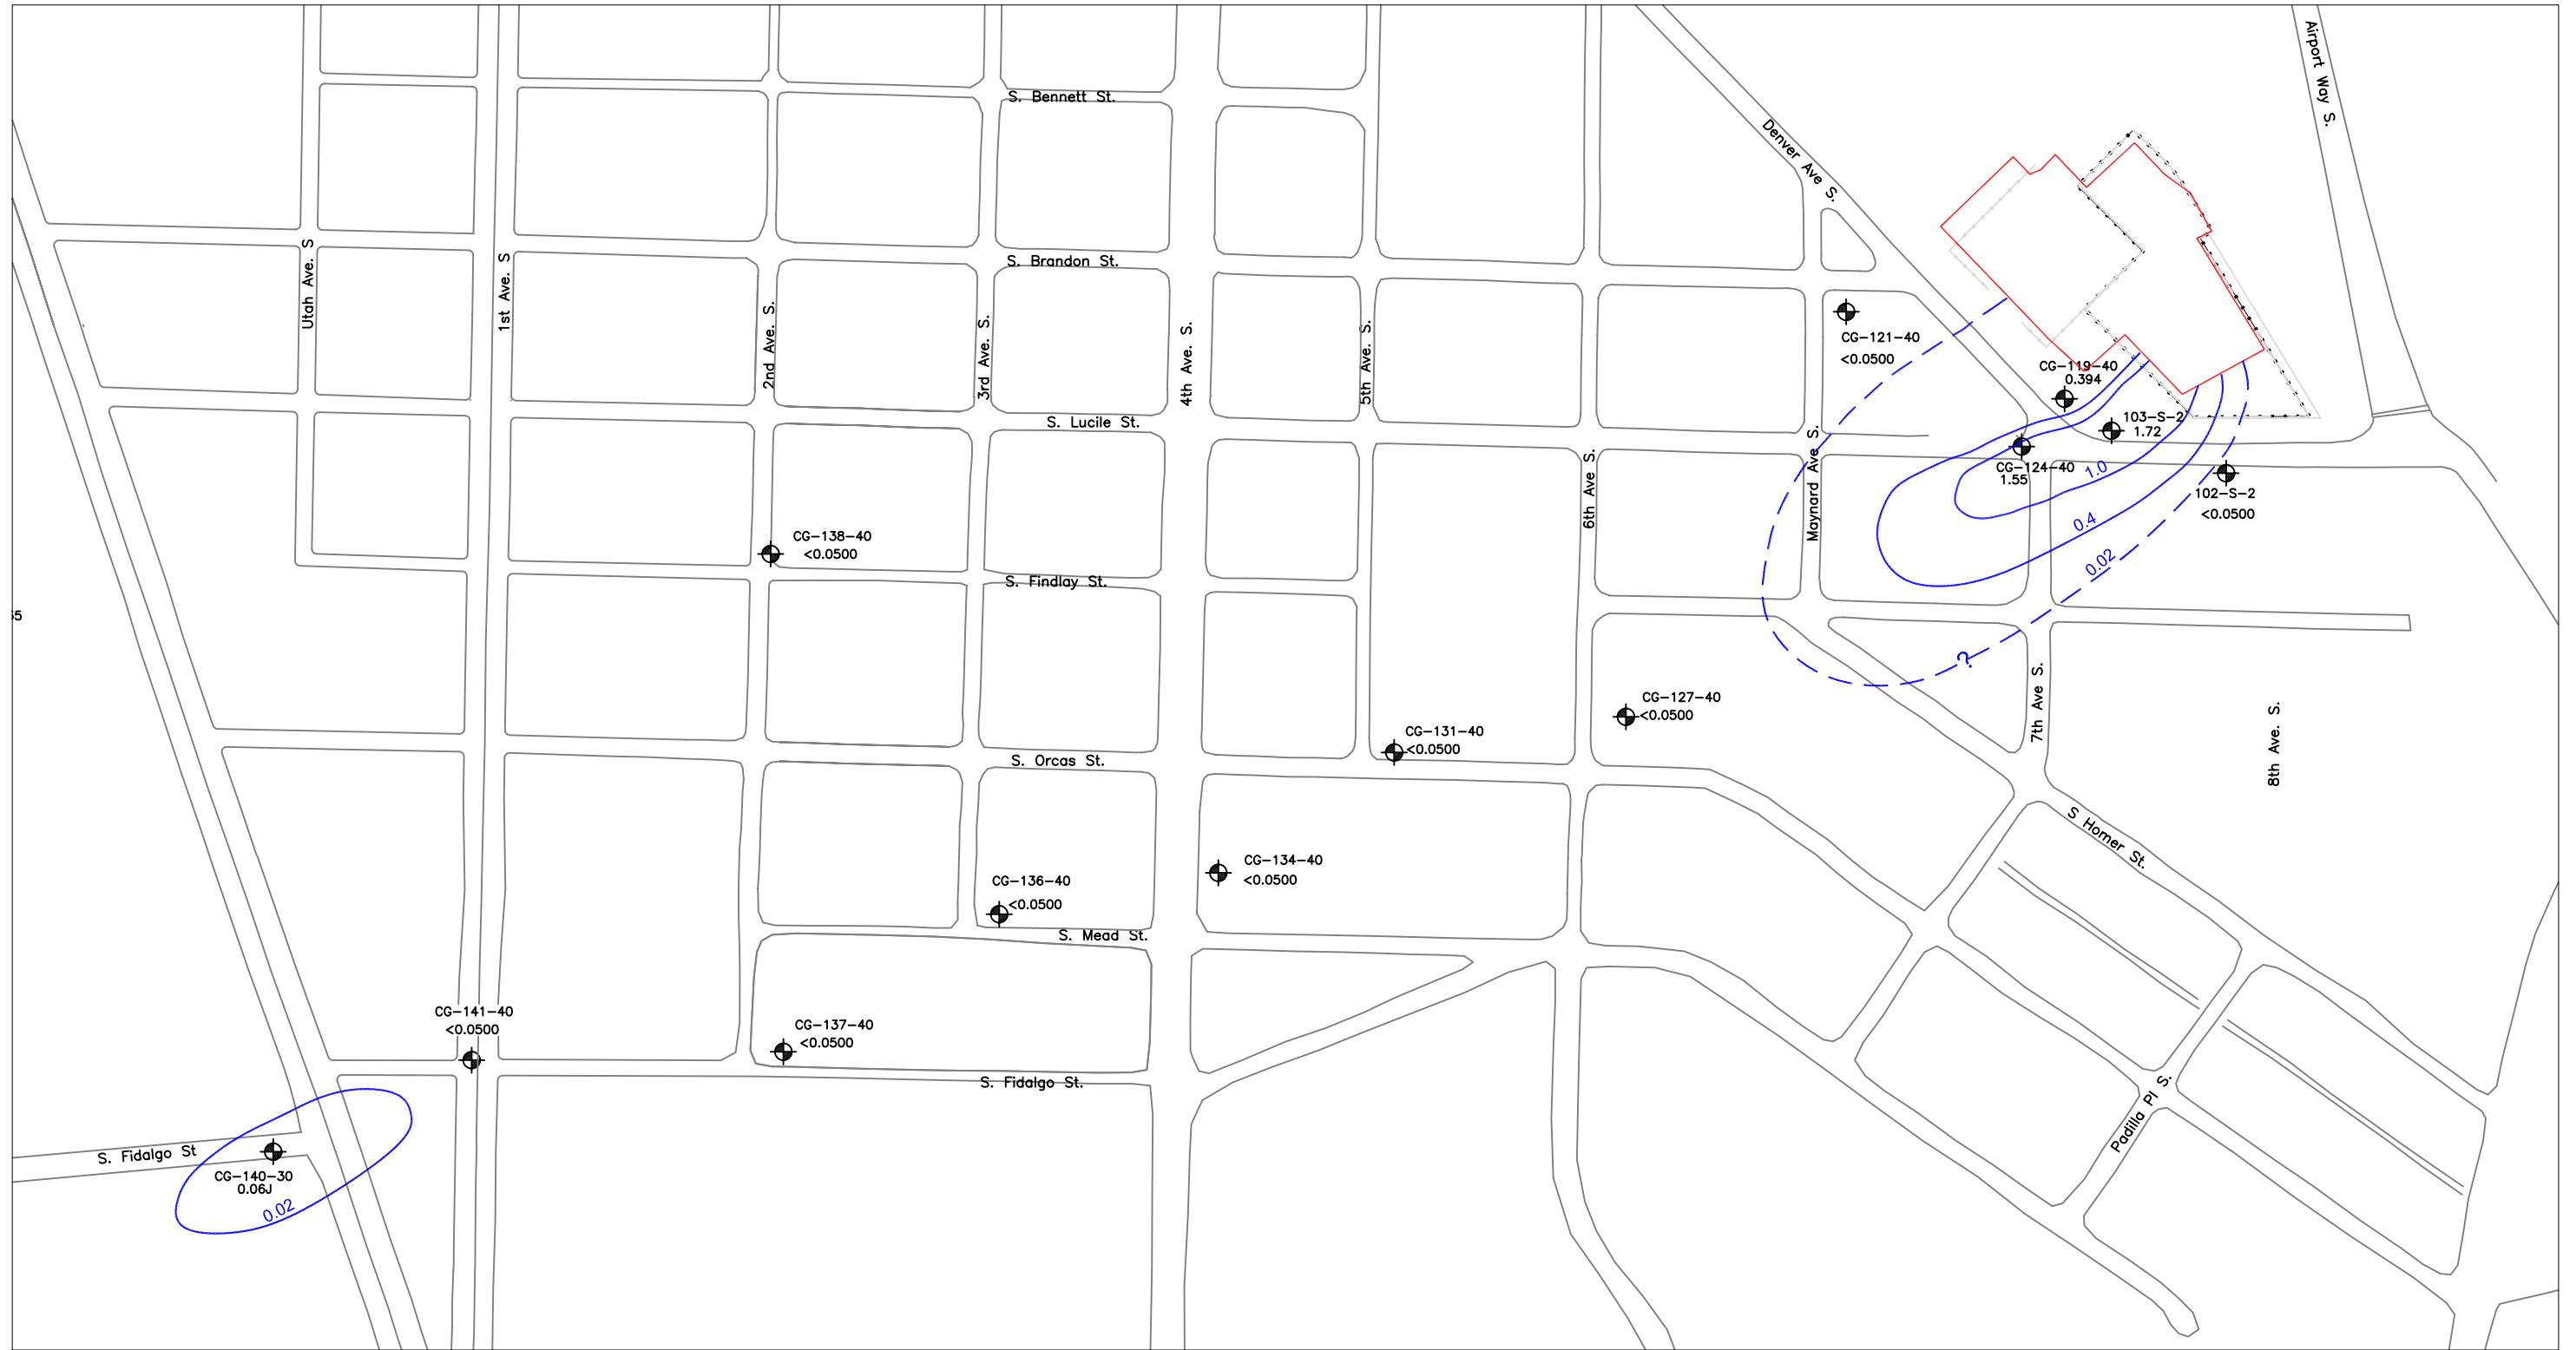 Airport Way S.
S. Bennett St.
Denver Ave S.
Utah Ave. S
1st Ave. S
S. Brandon St.
2nd Ave. S.
3rd Ave. S.
4th Ave. S.
5th Ave. S.
CG-121-40
<0.0500
CG-119-40
0.394
103-S-2
1.72
S. Lucile St.
6th Ave S.
Maynard Ave S.
CG-124-40
1.55
1.0
102-S-2
<0.0500
0.4
0.02
CG-138-40
<0.0500
S. Findlay St.
55
?
7th Ave S.
8th Ave. S.
CG-127-40
<0.0500
CG-131-40
<0.0500
S. Orcas St.
S Homer St.
CG-134-40
<0.0500
CG-136-40
<0.0500
S. Mead St.
CG-141-40
<0.0500
CG-137-40
<0.0500
S. Fidalgo St.
Padilla Pl S.
S. Fidalgo St
CG-140-30
0.06J
0.02